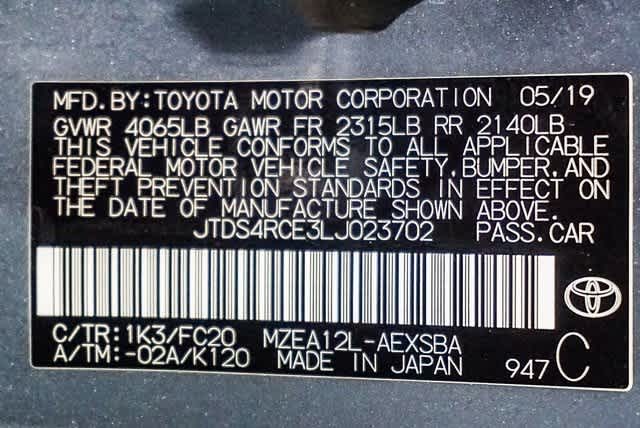 MFD.BY:TOYOTA MOTOR CORPORATION 05/19
GVWR 4065LB GAWR FR 2315LB RR 2140LB
THIS VEHICLE CONFORMS TO ALL APPLICABLE
FEDERAL MOTOR VEHICLE SAFETY,BUMPER,AND
THEFT PREVENTION STANDARDS IN EFFECT ON
THE DATE OF MANUFACTURE SHOWN ABOVE.
JTDS4RCE3LJ023702 PASS.CAR
C/TR:1K3/FC20 MZEA12L-AEXSBA
A/TM:-02A/K120 MADE IN JAPAN 947 C